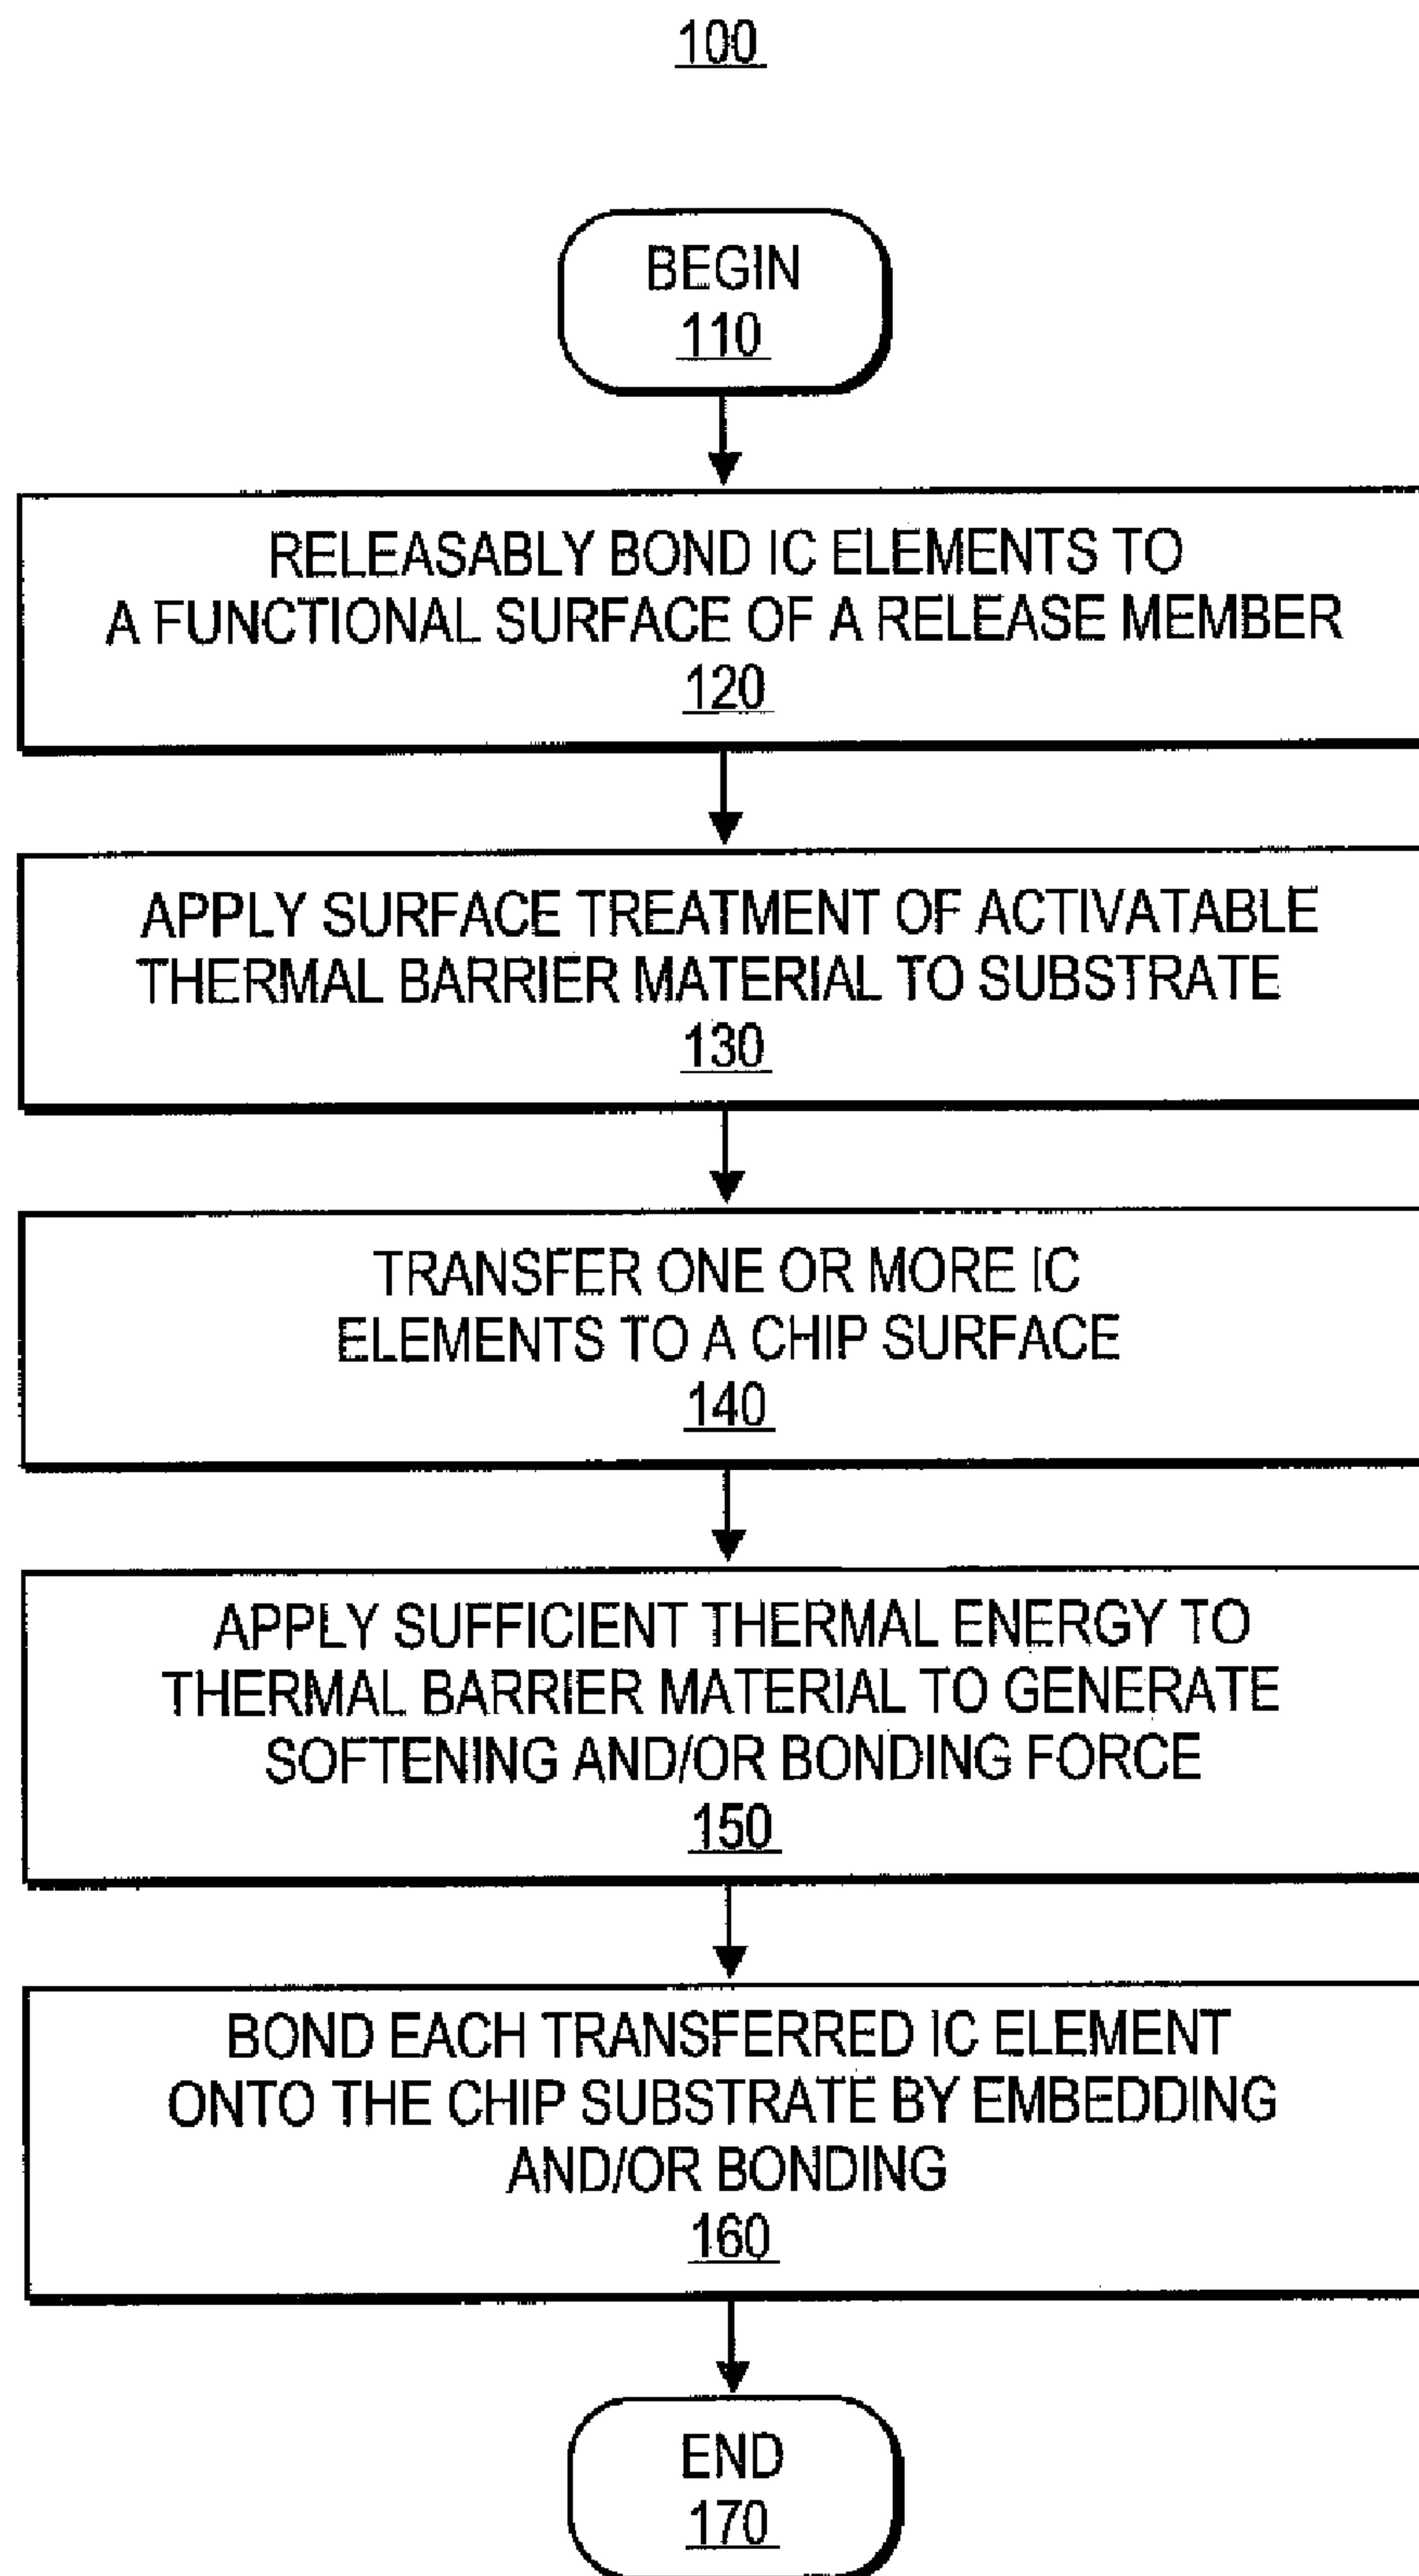 100
BEGIN
110
RELEASABLY BOND IC ELEMENTS TO
A FUNCTIONAL SURFACE OF A RELEASE MEMBER
120
APPLY SURFACE TREATMENT OF ACTIVATABLE
THERMAL BARRIER MATERIAL TO SUBSTRATE
130
TRANSFER ONE OR MORE IC
ELEMENTS TO A CHIP SURFACE
140
APPLY SUFFICIENT THERMAL ENERGY TO
THERMAL BARRIER MATERIAL TO GENERATE
SOFTENING AND/OR BONDING FORCE
150
BOND EACH TRANSFERRED IC ELEMENT
ONTO THE CHIP SUBSTRATE BY EMBEDDING
AND/OR BONDING
160
END
170